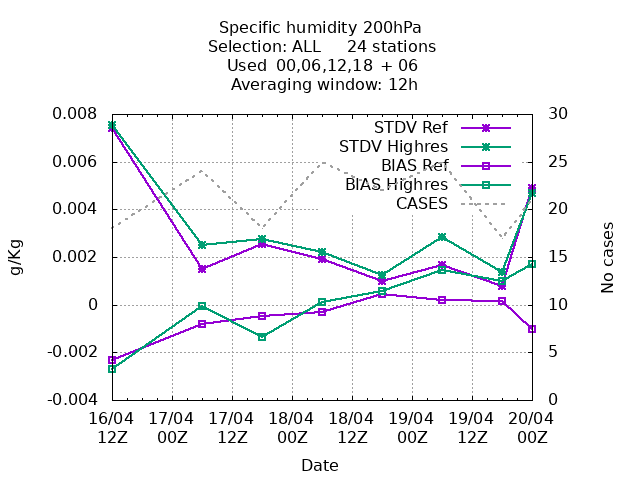 Specific humidity 200hPa
Selection: ALL 24 stations
Used 00,06,12,18 + 06
Averaging window: 12h
0.008
0.006
0.004
0.002
0
-0.002
-0.004
g/Kg
30
25
20
15
10
5
0
No cases
STDV Ref
STDV Highres
BIAS Ref
BIAS Highres
CASES
16/04 17/04 17/04 18/04 18/04 19/04 19/04 20/04
12Z 00Z 12Z 00Z 12Z 00Z 12Z 00Z
Date